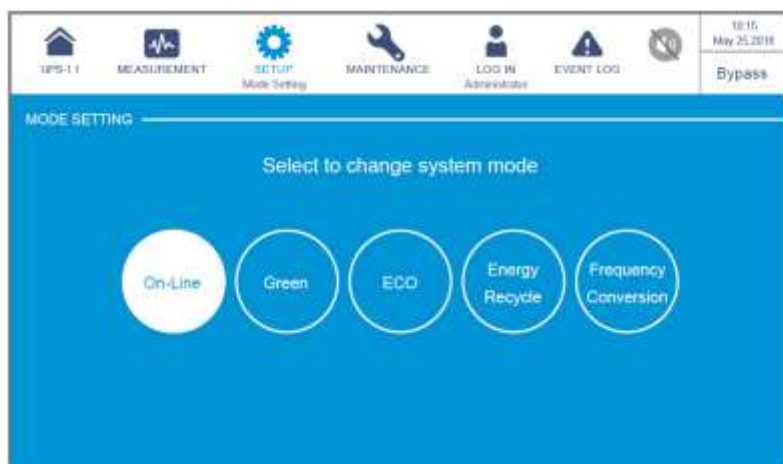 10:15
May 25,2018
UPS-1 1
MEASUREMENT
SETUP
MAINTENANCE
LOG IN
EVENT LOG
Mode Setting
Administrator
Bypass
MODE SETTING
Select to change system mode
On-Line
Green
ECO
Energy
Recycle
Frequency
Conversion